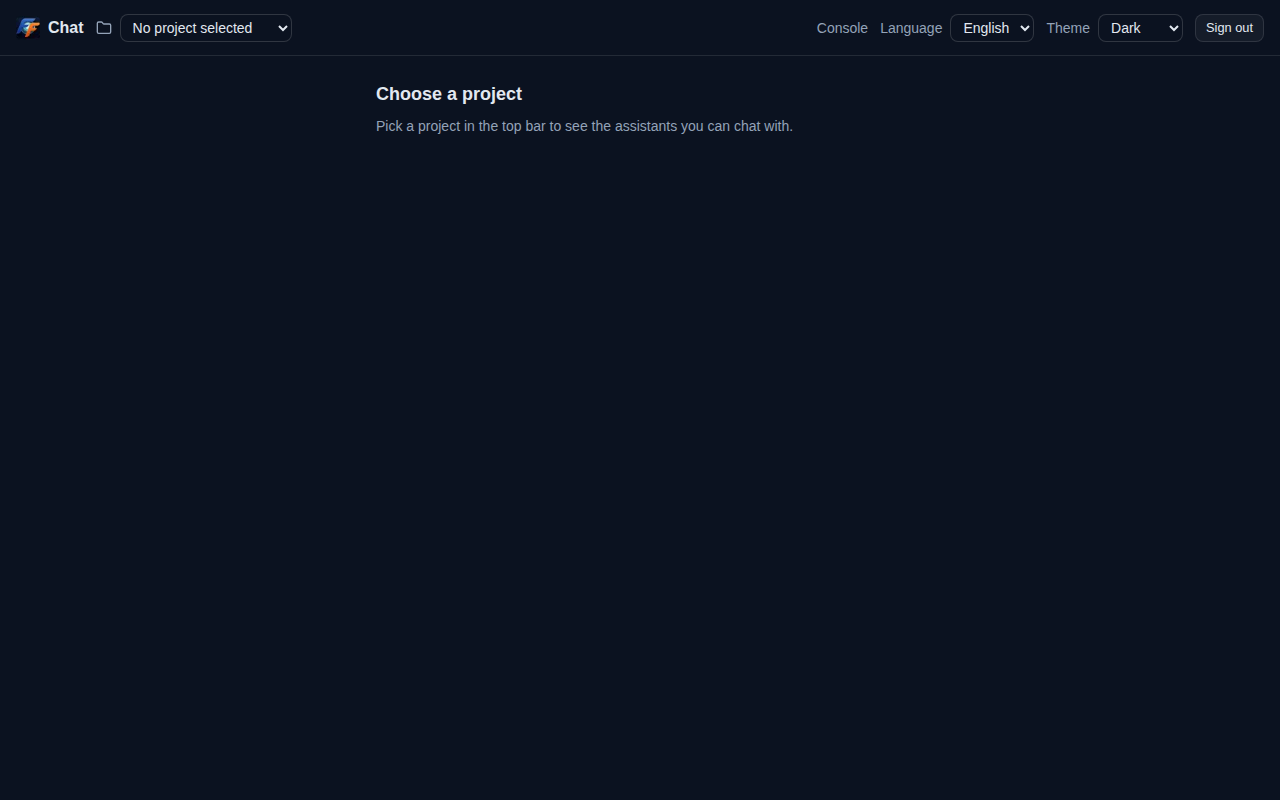 Chat No project selected Console Language English Theme Dark Sign out
Choose a project
Pick a project in the top bar to see the assistants you can chat with.